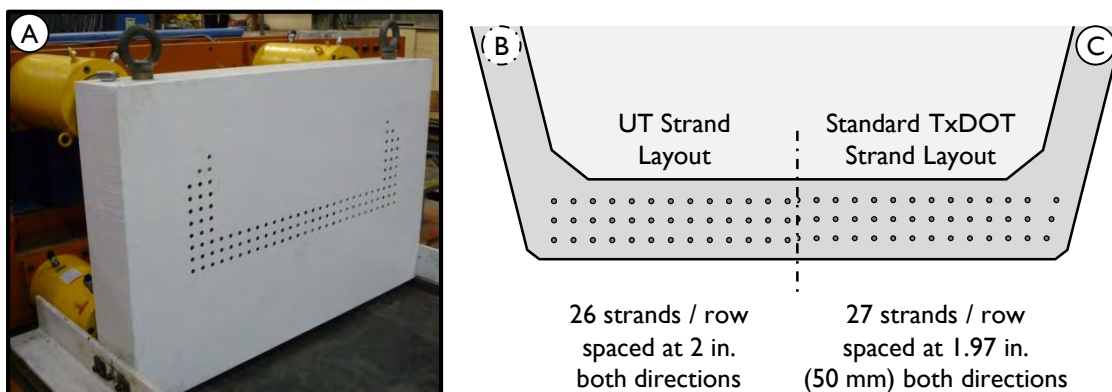 A
B
C
UT Strand
Layout
Standard TxDOT
Strand Layout
26 strands / row
spaced at 2 in.
both directions
27 strands / row
spaced at 1.97 in.
(50 mm) both directions